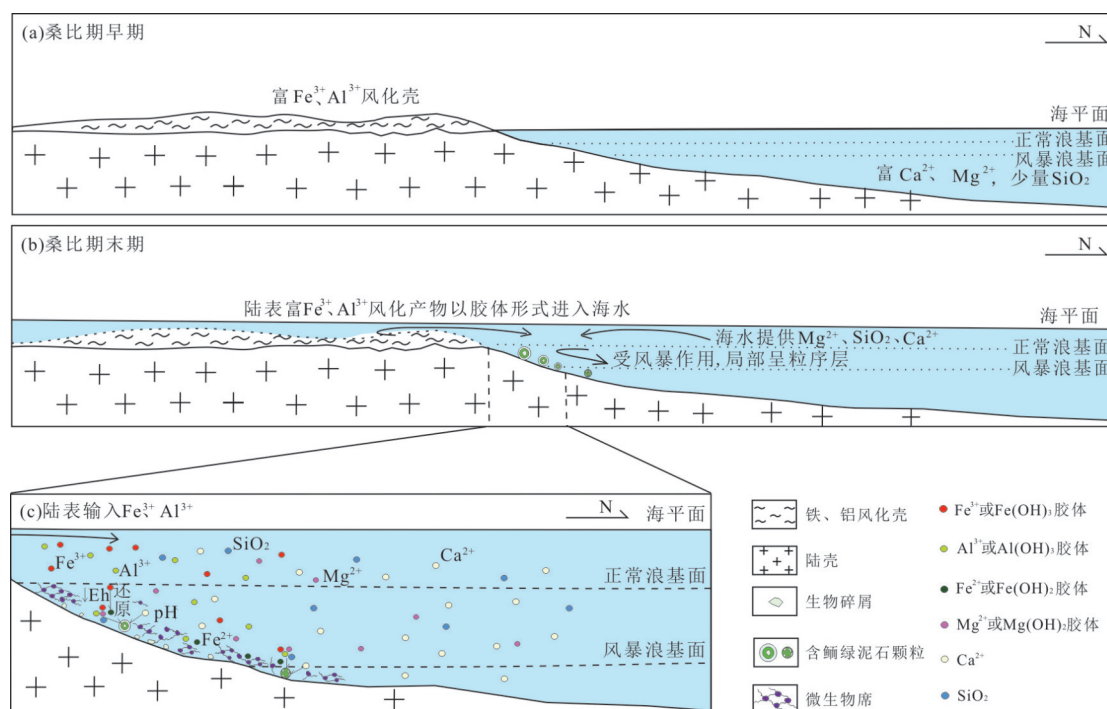 (a)桑比期早期
N
富Fe³⁺、Al³⁺风化壳
海平面
正常浪基面
风暴浪基面
富 Ca²⁺、 Mg²⁺, 少量SiO₂
(b)桑比期末期
N
陆表富Fe³⁺、Al³⁺风化产物以胶体形式进入海水
海平面
海水提供Mg²⁺、SiO₂、Ca²⁺
正常浪基面
受风暴作用,局部呈粒序层
风暴浪基面
(c)陆表输入Fe³⁺、Al³⁺
N
海平面
SiO₂
Fe³⁺
Ca²⁺
Al³⁺
Mg²⁺
正常浪基面
Eh
还原
pH
Fe²⁺
风暴浪基面
铁、铝风化壳
陆壳
生物碎屑
含鲕绿泥石颗粒
微生物席
Fe³⁺或Fe(OH)₃胶体
Al³⁺或Al(OH)₃胶体
Fe²⁺或Fe(OH)₂胶体
Mg²⁺或Mg(OH)₂胶体
Ca²⁺
SiO₂